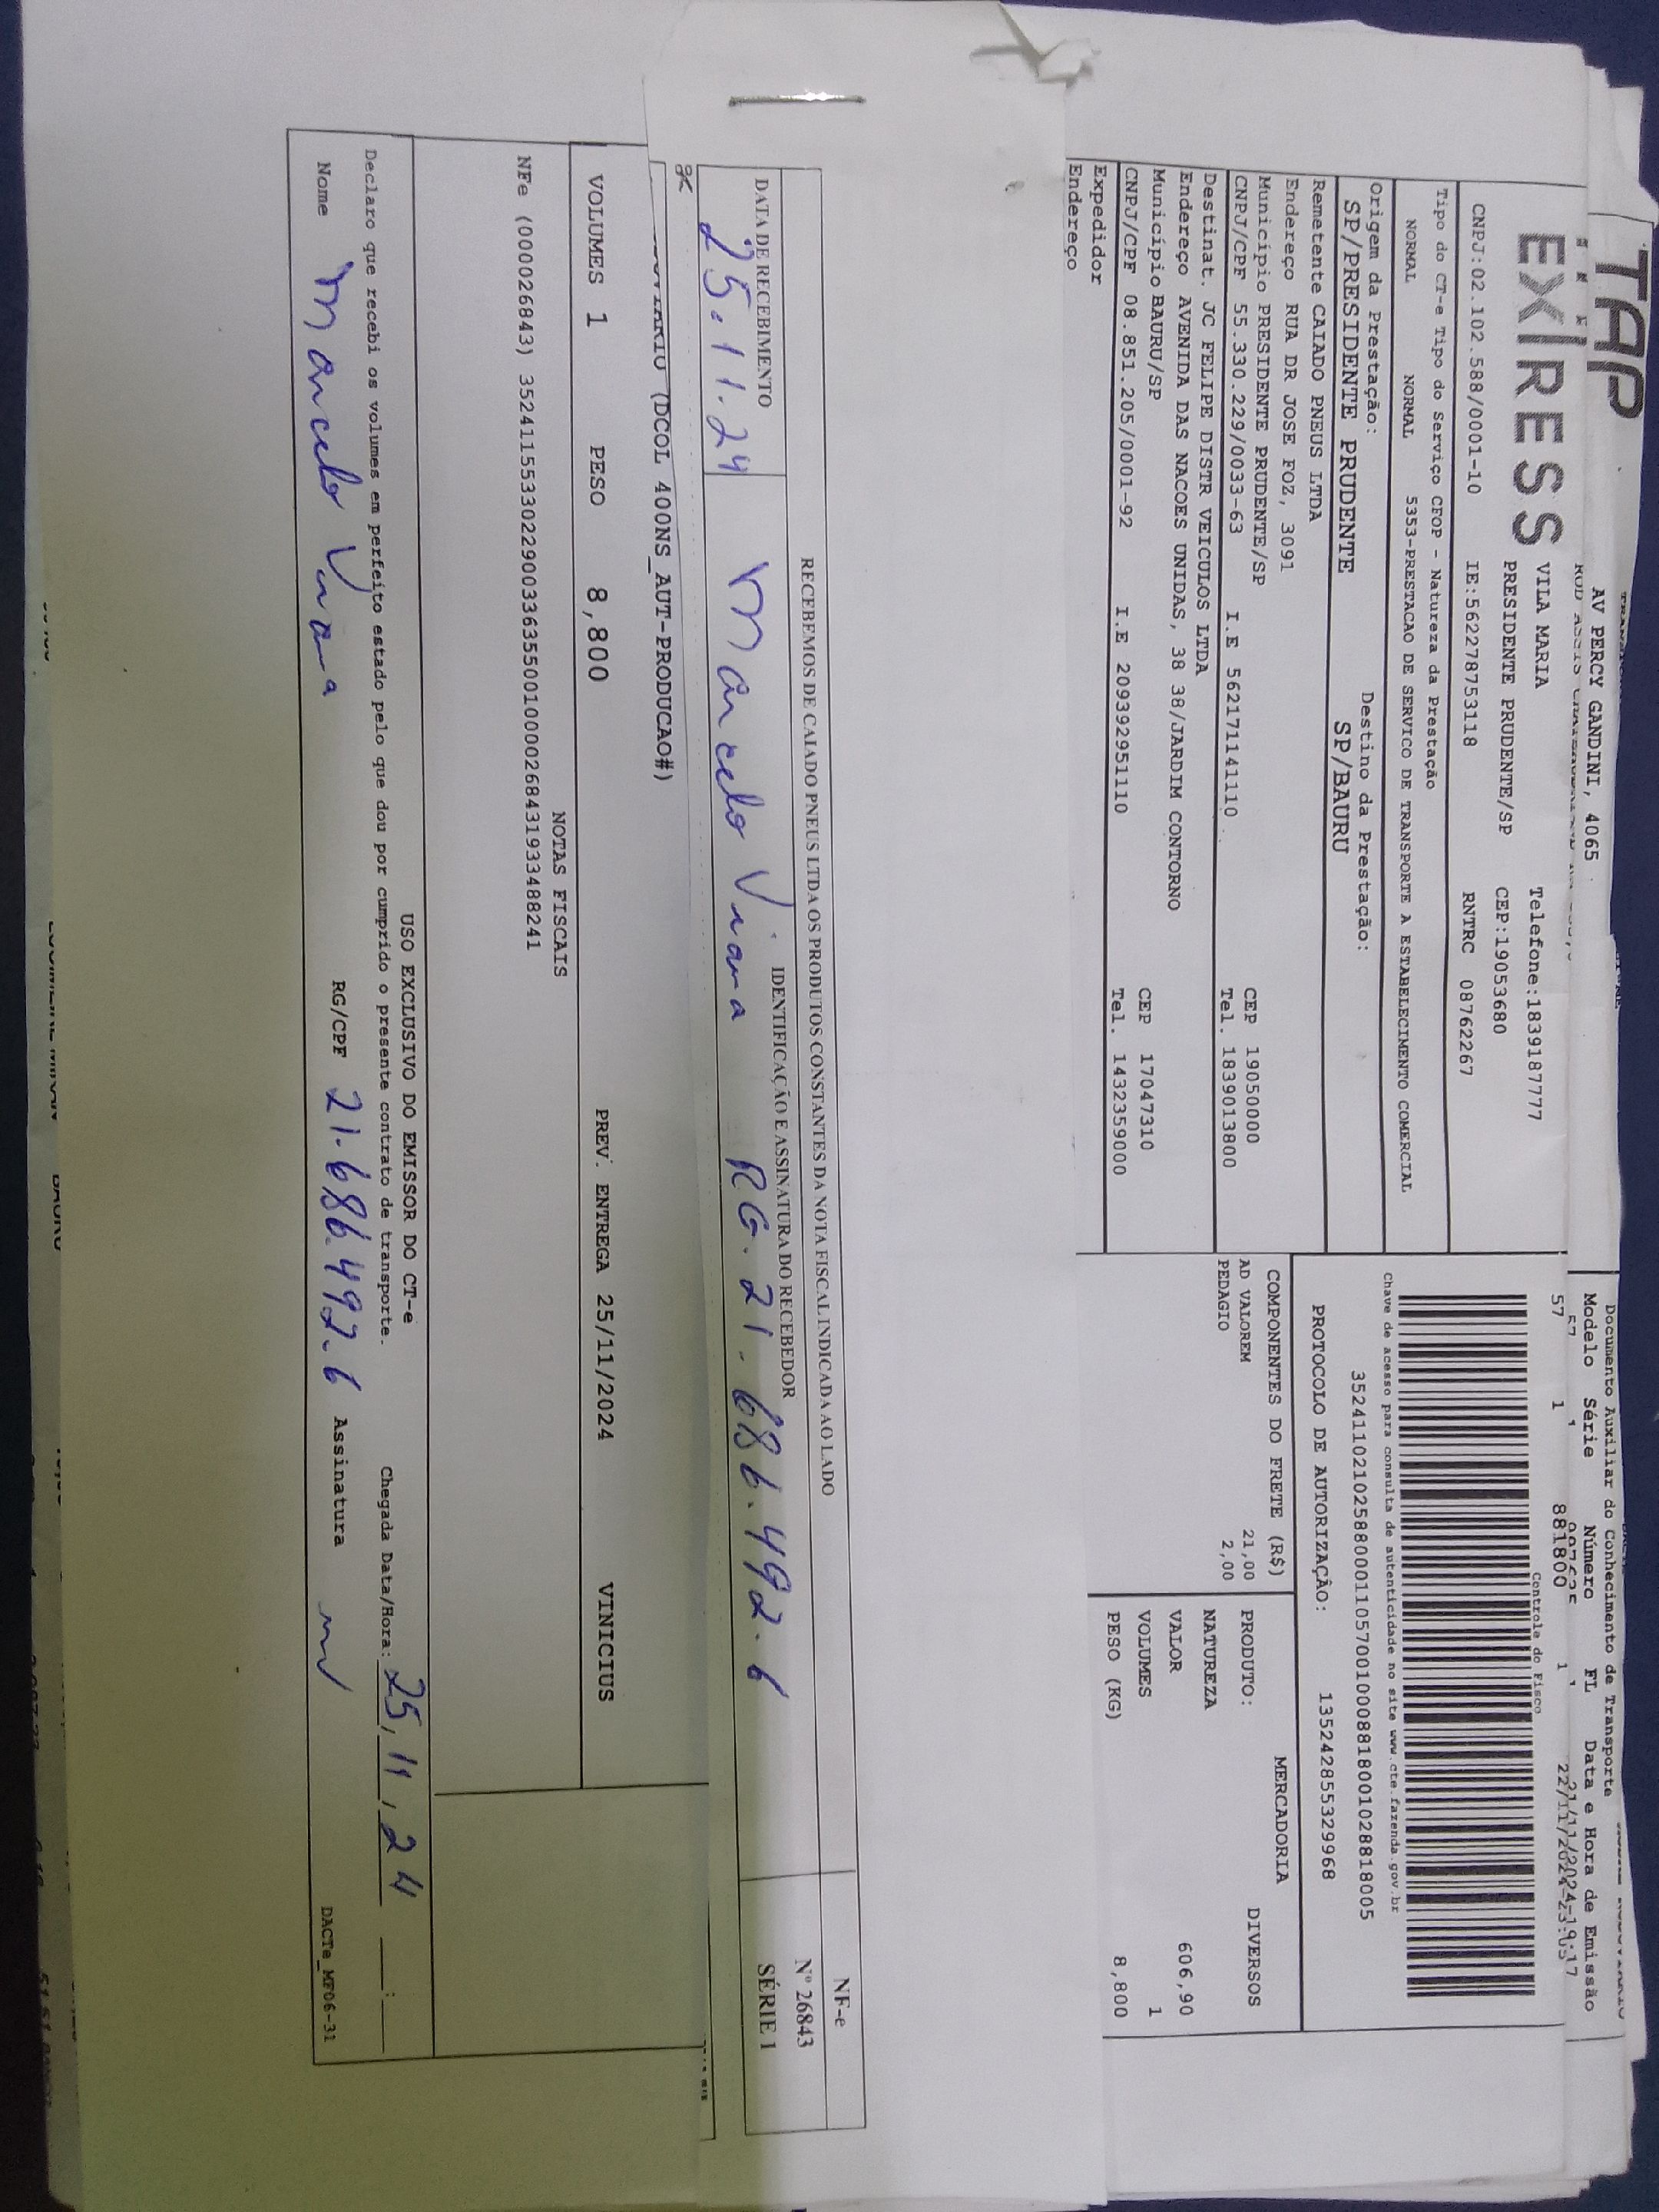 TAP
EXPRESS
AV PERCY GANDINI, 4065
VILA MARIA
Telefone:1839187777
PRESIDENTE PRUDENTE/SP
CEP:19053680
CNPJ:02.102.588/0001-10 IE:562278753118 RNTRC 08762267
Documento Auxiliar do Conhecimento de Transporte
Modelo Série Número FL Data e Hora de Emissão
57 1 881800 1 22/11/2024-23:05
Controle do Fisco
Chave de acesso para consulta de autenticidade no site www.cte.fazenda.gov.br
35241102102588000110570010008818001028818005
PROTOCOLO DE AUTORIZAÇÃO: 135242855329968
Tipo do CT-e Tipo do Serviço CFOP - Natureza da Prestação
NORMAL NORMAL 5353-PRESTACAO DE SERVICO DE TRANSPORTE A ESTABELECIMENTO COMERCIAL
Origem da Prestação: Destino da Prestação:
SP/PRESIDENTE PRUDENTE SP/BAURU
Remetente CAIADO PNEUS LTDA
Endereço RUA DR JOSE FOZ, 3091
Município PRESIDENTE PRUDENTE/SP CEP 19050000
CNPJ/CPF 55.330.229/0033-63 I.E 562171141110 Tel. 1839013800
Destinat. JC FELIPE DISTR VEICULOS LTDA
Endereço AVENIDA DAS NACOES UNIDAS, 38 38/JARDIM CONTORNO
Município BAURU/SP CEP 17047310
CNPJ/CPF 08.851.205/0001-92 I.E 209392951110 Tel. 1432359000
Expedidor
Endereço
COMPONENTES DO FRETE (R$)
AD VALOREM 21,00
PEDAGIO 2,00
MERCADORIA
PRODUTO: DIVERSOS
NATUREZA
VALOR 606,90
VOLUMES 1
PESO (KG) 8,800
RECEBEMOS DE CAIADO PNEUS LTDA OS PRODUTOS CONSTANTES DA NOTA FISCAL INDICADA AO LADO
NF-e
Nº 26843
SÉRIE 1
DATA DE RECEBIMENTO IDENTIFICAÇÃO E ASSINATURA DO RECEBEDOR
25.11.24 Marcelo Viana RG. 21.686.492.6
(DCOL 400NS_AUT-PRODUCAO#)
VOLUMES 1 PESO 8,800 PREV. ENTREGA 25/11/2024 VINICIUS
NOTAS FISCAIS
NFe (000026843) 35241155330229003363550010000268431933488241
USO EXCLUSIVO DO EMISSOR DO CT-e
Declaro que recebi os volumes em perfeito estado pelo que dou por cumprido o presente contrato de transporte. Chegada Data/Hora: 25/11/24
Nome Marcelo Viana RG/CPF 21.686.492.6 Assinatura
DACTe_MF06-31